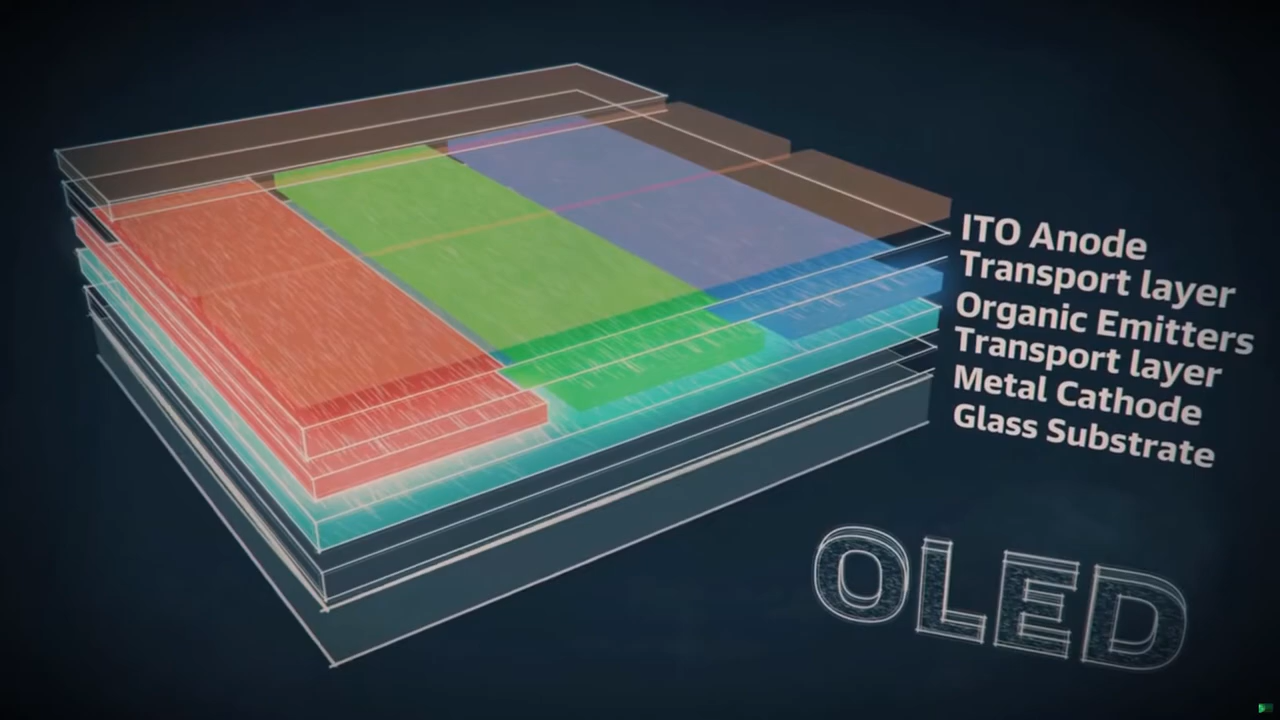 ITO Anode
Transport layer
Organic Emitters
Transport layer
Metal Cathode
Glass Substrate
OLED